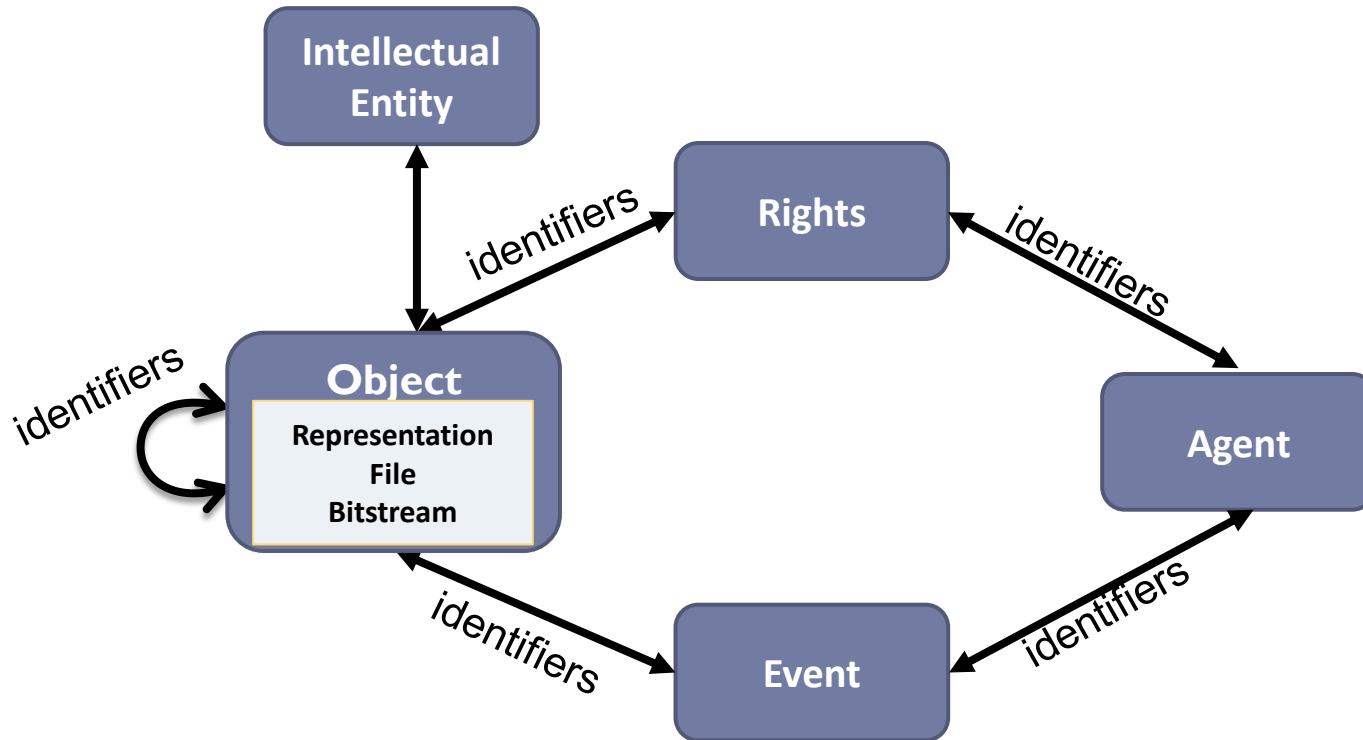 Intellectual
Entity
identifiers
Rights
identifiers
identifiers
Object
Representation
File
Bitstream
Agent
identifiers
identifiers
Event